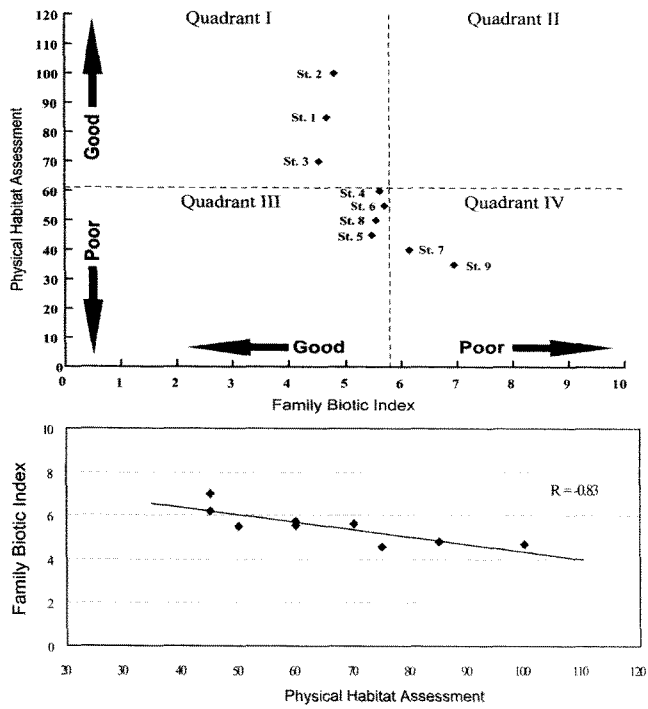 Quadrant I
Quadrant II
120
110
100
90
80
70
60
50
40
30
20
10
0
Physical Habitat Assessment
Good
Poor
St. 2
St. 1
St. 3
St. 4
Quadrant III
Quadrant IV
St. 6
St. 8
St. 5
St. 7
St. 9
Good
Poor
0 1 2 3 4 5 6 7 8 9 10
Family Biotic Index
10
8
6
4
2
0
Family Biotic Index
R = -0.83
20 30 40 50 60 70 80 90 100 110 120
Physical Habitat Assessment